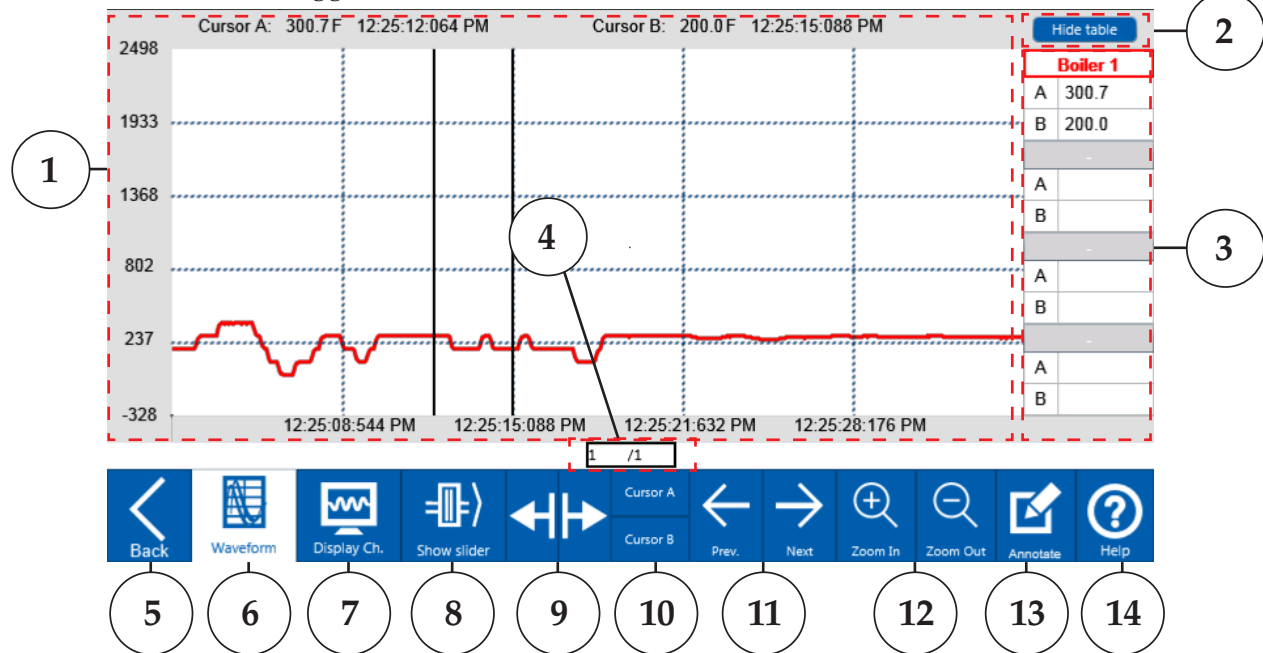 Cursor A: 300.7 F 12:25:12:064 PM Cursor B: 200.0 F 12:25:15:088 PM
Hide table
2
2498
1933
1368
802
237
-328
1
Boiler 1
A 300.7
B 200.0
-
A
B
-
A
B
-
A
B
3
4
12:25:08:544 PM 12:25:15:088 PM 12:25:21:632 PM 12:25:28:176 PM
1 /1
Back
Waveform
Display Ch.
Show slider
Cursor A
Cursor B
Prev.
Next
Zoom In
Zoom Out
Annotate
Help
5 6 7 8 9 10 11 12 13 14